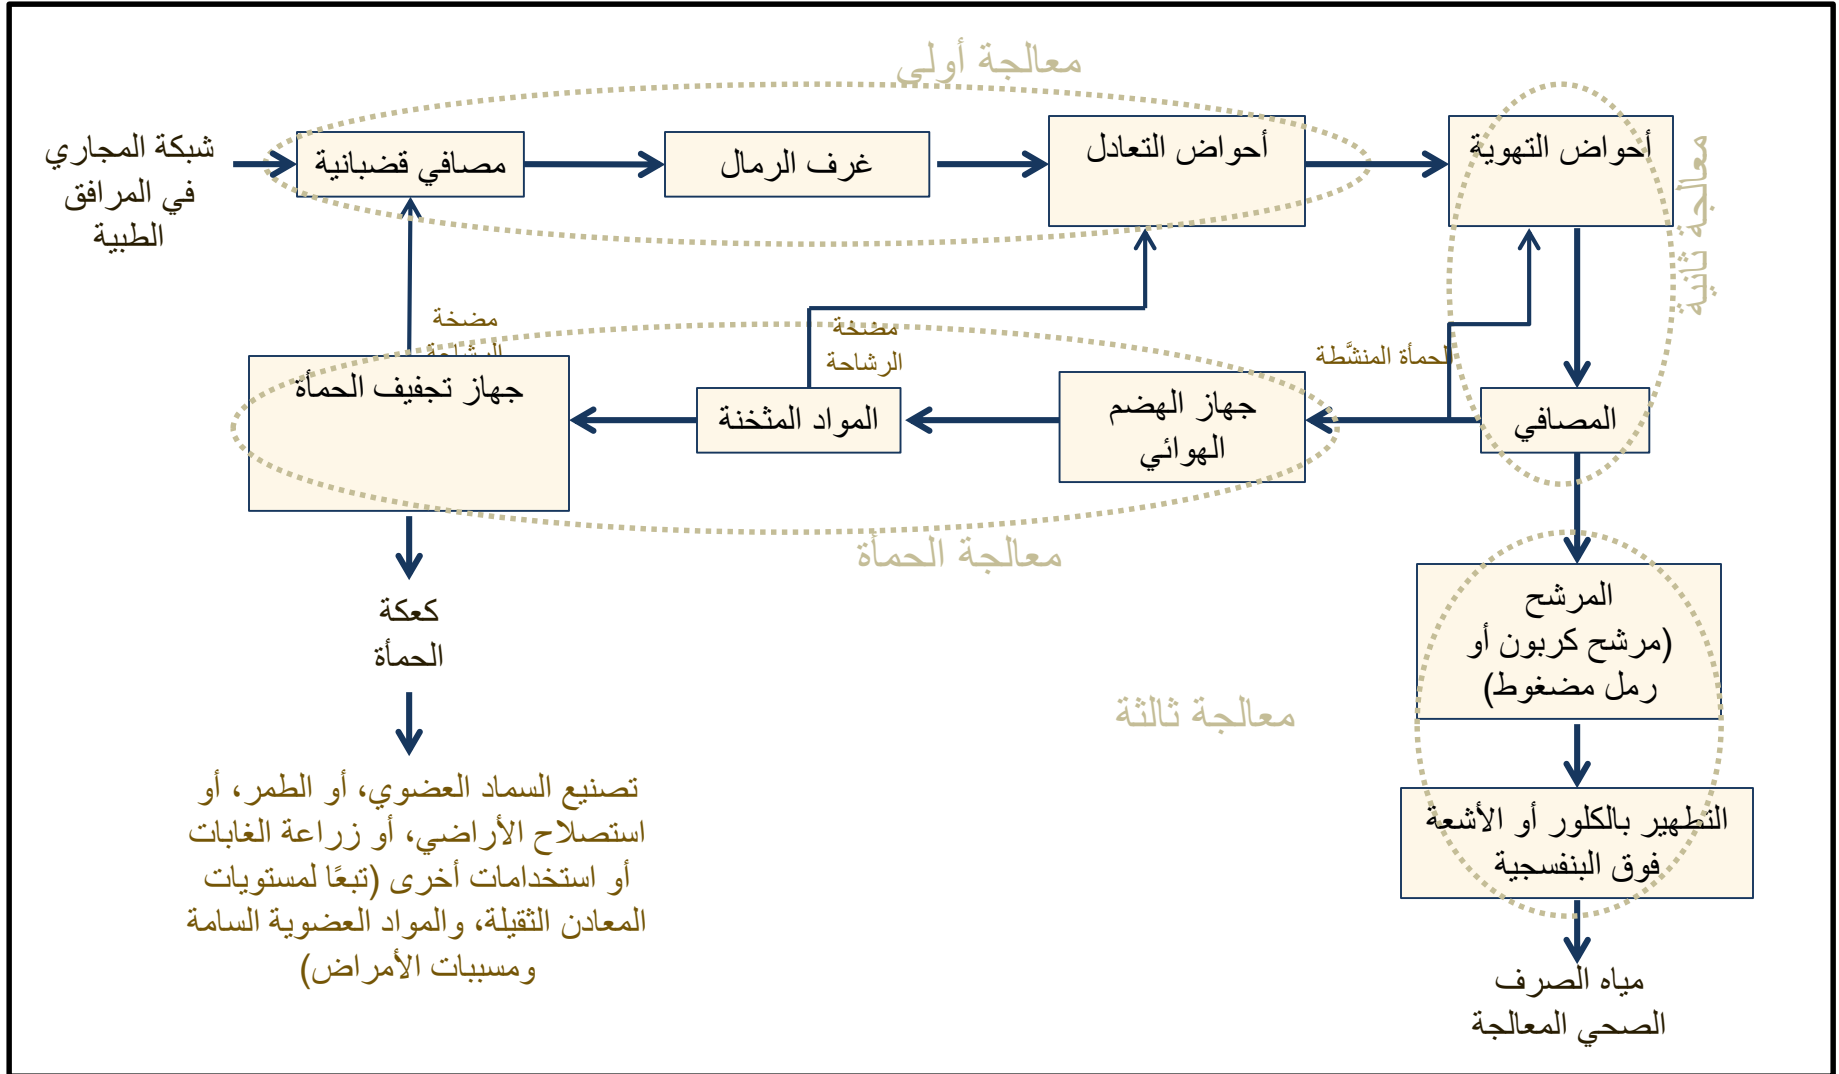 معالجة أولي
شبكة المجاري
في المرافق
الطبية
مصافي قضبانية
غرف الرمال
أحواض التعادل
أحواض التهوية
معالجة ثانية
مضخة
الرشاحة
مضخة
الرشاحة
الحمأة المنشَّطة
جهاز تجفيف الحمأة
المواد المثخنة
جهاز الهضم
الهوائي
المصافي
معالجة الحمأة
كعكة
الحمأة
المرشح
(مرشح كربون أو
رمل مضغوط)
معالجة ثالثة
تصنيع السماد العضوي، أو الطمر، أو
استصلاح الأراضي، أو زراعة الغابات
أو استخدامات أخرى (تبعًا لمستويات
المعادن الثقيلة، والمواد العضوية السامة
ومسببات الأمراض)
التطهير بالكلور أو الأشعة
فوق البنفسجية
مياه الصرف
الصحي المعالجة